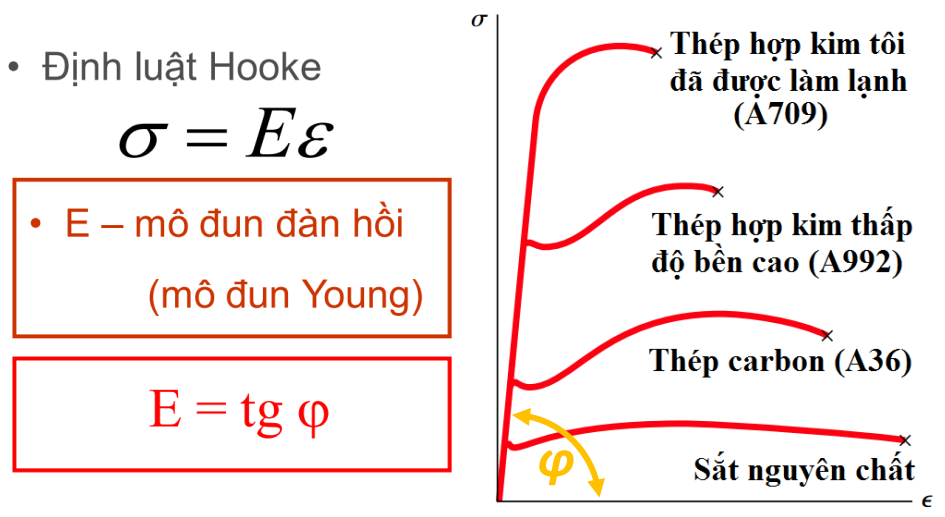 • Định luật Hooke
σ = Eε
• E – mô đun đàn hồi
(mô đun Young)
E = tg φ
σ
Thép hợp kim tôi
đã được làm lạnh
(A709)
Thép hợp kim thấp
độ bền cao (A992)
Thép carbon (A36)
φ
Sắt nguyên chất
ϵ